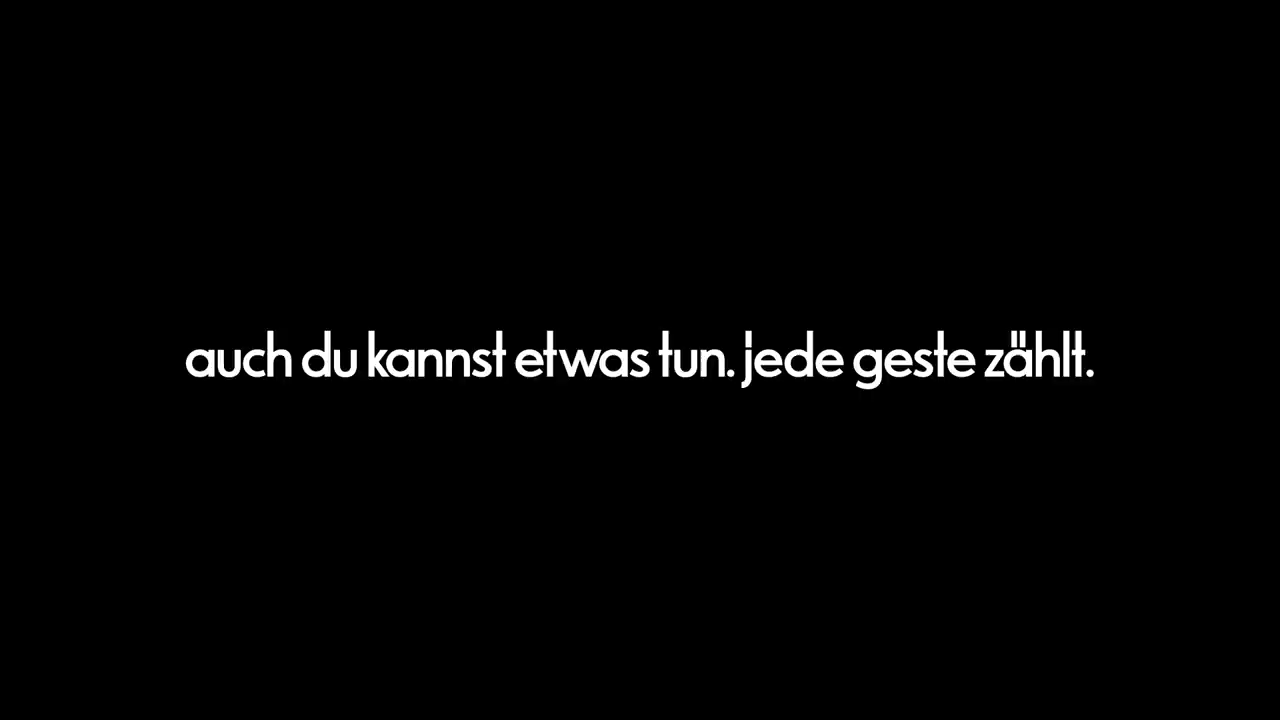 auch du kannst etwas tun. jede geste zählt.